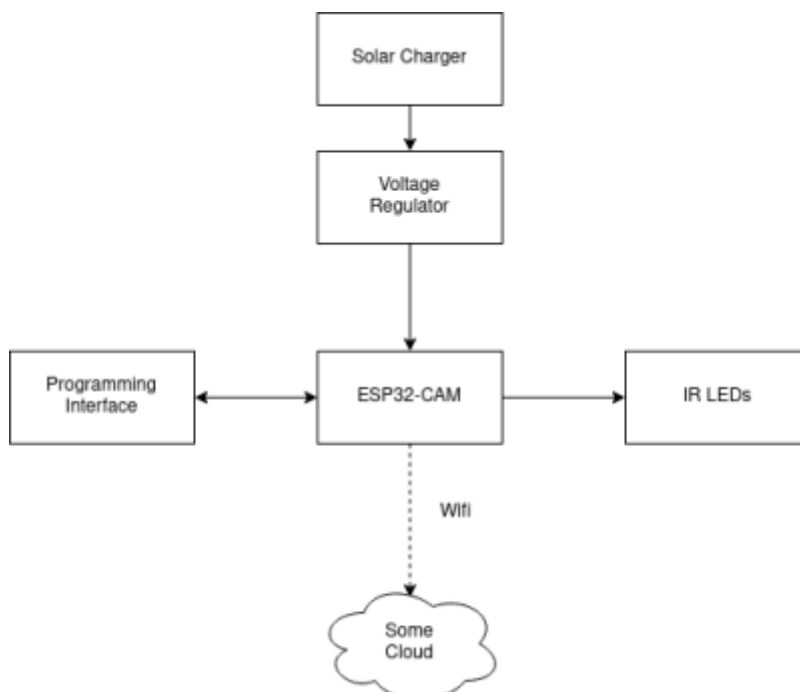 Solar Charger
Voltage
Regulator
Programming
Interface
ESP32-CAM
IR LEDs
Wifi
Some
Cloud